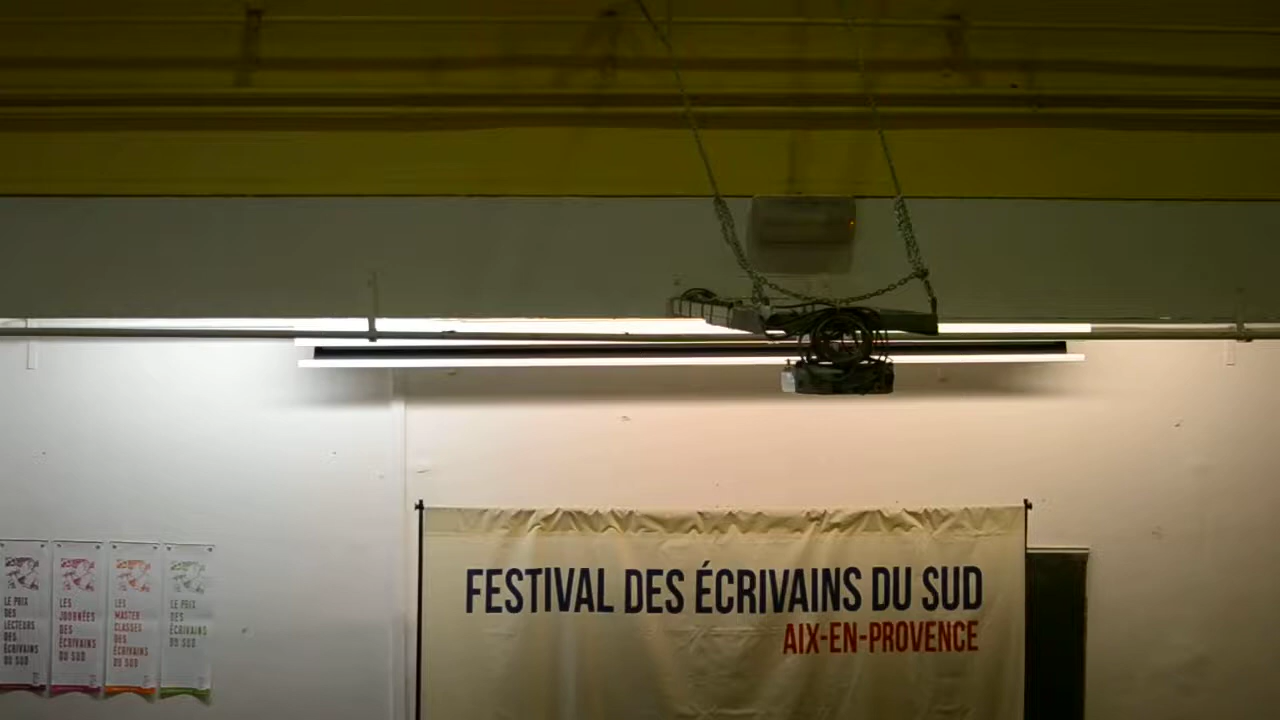 FESTIVAL DES ÉCRIVAINS DU SUD
AIX-EN-PROVENCE
LE PRIX
DES
LECTEURS
DES
ÉCRIVAINS
DU SUD
LES
JOURNÉES
DES
ÉCRIVAINS
DU SUD
LES
MASTER
CLASSES
DES
ÉCRIVAINS
DU SUD
LE PRIX
DES
ÉCRIVAINS
DU SUD